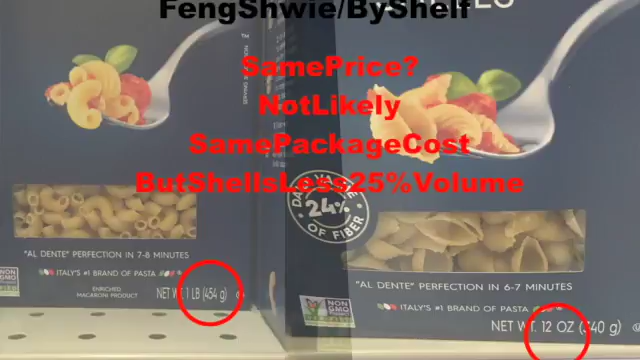 FengShwie/ByShelf
SamePrice?
NotLikely
SamePackageCost
ButShellsLess25%Volume
24%
OF FIBER
"AL DENTE" PERFECTION IN 7-8 MINUTES
ITALY'S #1 BRAND OF PASTA
ENRICHED
MACARONI PRODUCT
NET WT. 1 LB (454 g)
NON
GMO
"AL DENTE" PERFECTION IN 6-7 MINUTES
ITALY'S #1 BRAND OF PASTA
NET WT. 12 OZ (340 g)
NON
GMO